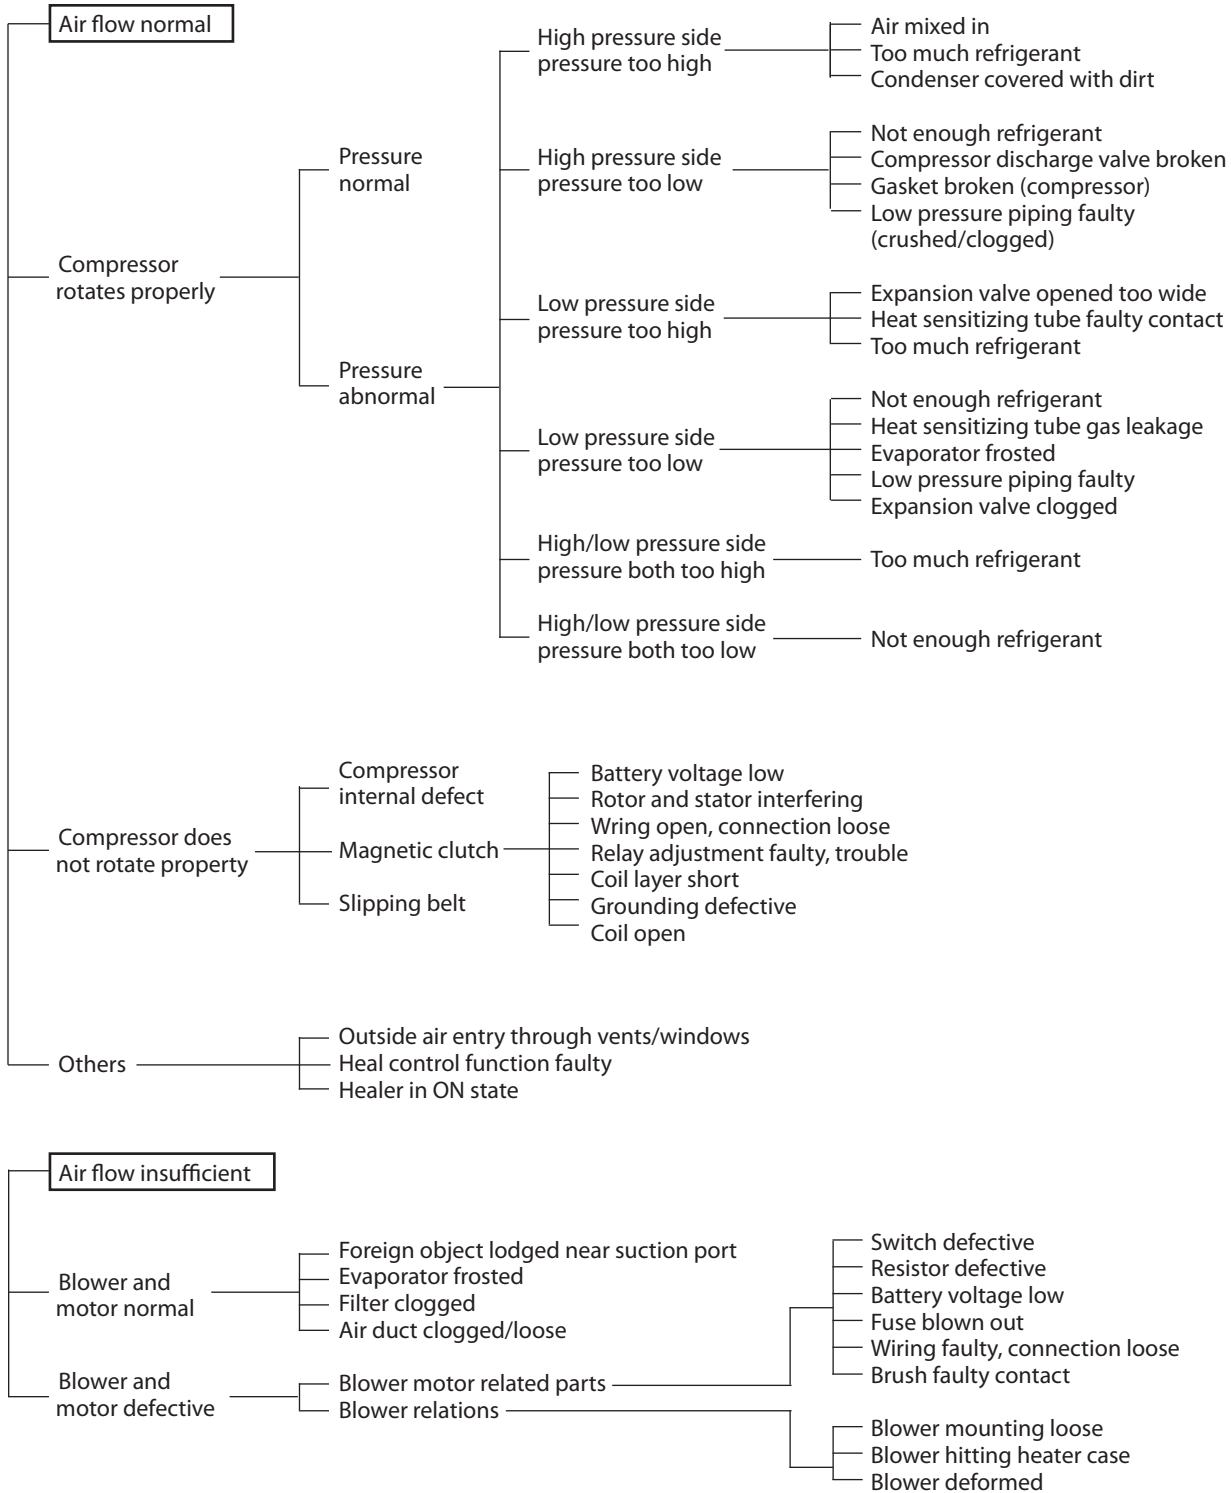 Air flow normal
High pressure side
pressure too high
Air mixed in
Too much refrigerant
Condenser covered with dirt
Pressure
normal
High pressure side
pressure too low
Not enough refrigerant
Compressor discharge valve broken
Gasket broken (compressor)
Low pressure piping faulty
(crushed/clogged)
Compressor
rotates properly
Low pressure side
pressure too high
Expansion valve opened too wide
Heat sensitizing tube faulty contact
Too much refrigerant
Pressure
abnormal
Low pressure side
pressure too low
Not enough refrigerant
Heat sensitizing tube gas leakage
Evaporator frosted
Low pressure piping faulty
Expansion valve clogged
High/low pressure side
pressure both too high
Too much refrigerant
High/low pressure side
pressure both too low
Not enough refrigerant
Compressor does
not rotate property
Compressor
internal defect
Magnetic clutch
Slipping belt
Battery voltage low
Rotor and stator interfering
Wring open, connection loose
Relay adjustment faulty, trouble
Coil layer short
Grounding defective
Coil open
Others
Outside air entry through vents/windows
Heal control function faulty
Healer in ON state
Air flow insufficient
Blower and
motor normal
Foreign object lodged near suction port
Evaporator frosted
Filter clogged
Air duct clogged/loose
Blower and
motor defective
Blower motor related parts
Blower relations
Switch defective
Resistor defective
Battery voltage low
Fuse blown out
Wiring faulty, connection loose
Brush faulty contact
Blower mounting loose
Blower hitting heater case
Blower deformed